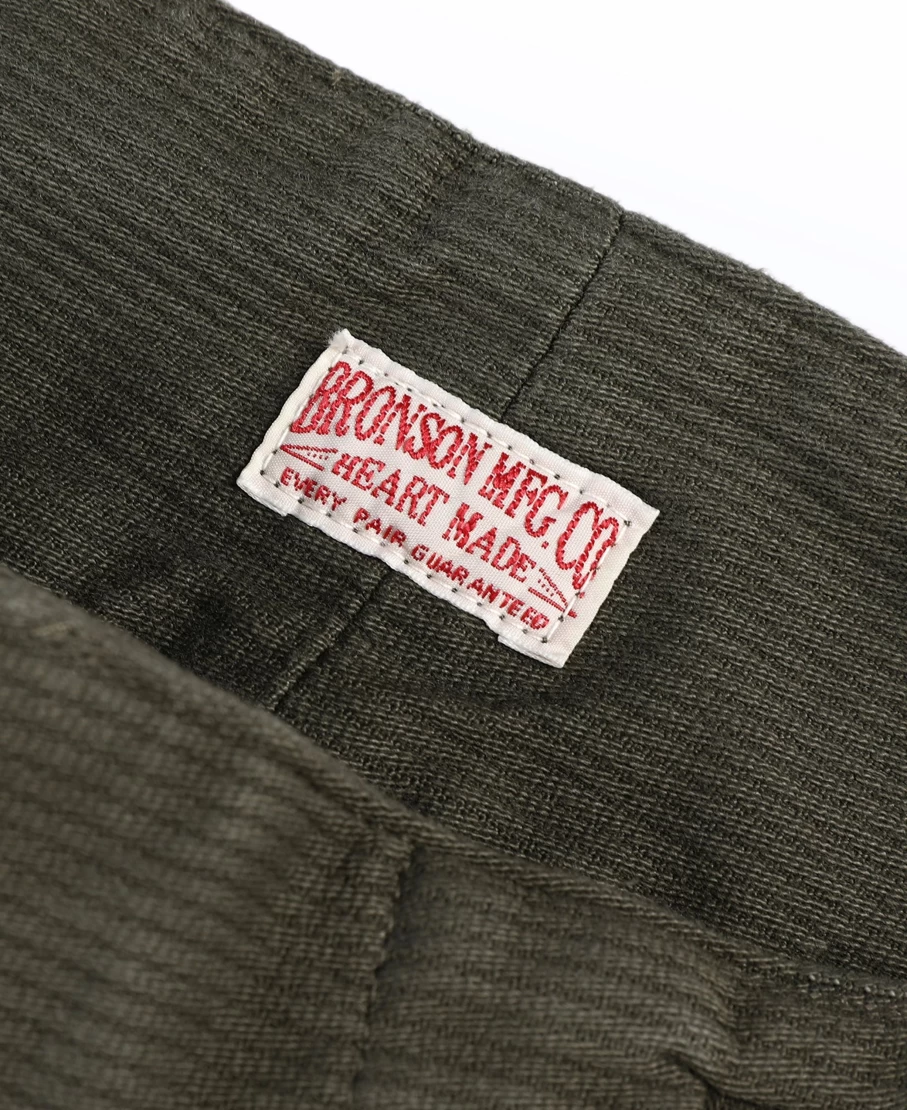 BRONSON MFG. CO
HEART MADE
EVERY PAIR GUARANTEED